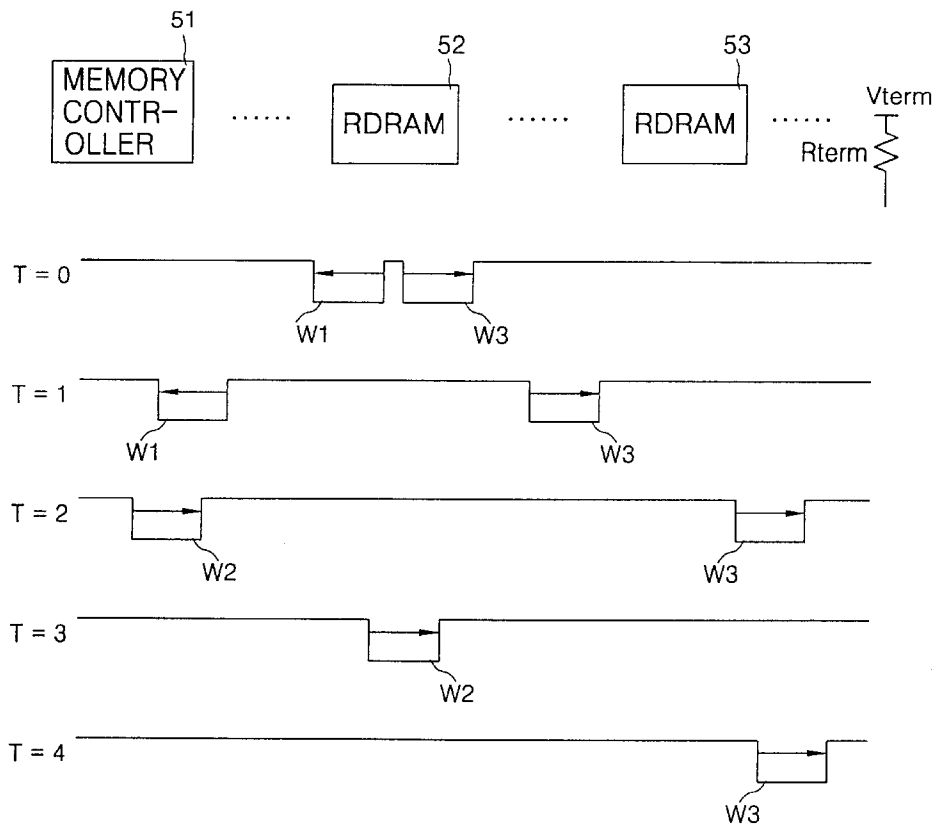 51
MEMORY
CONTR-
OLLER
52
RDRAM
53
RDRAM
Vterm
Rterm
T = 0
W1
W3
T = 1
W1
W3
T = 2
W2
W3
T = 3
W2
T = 4
W3